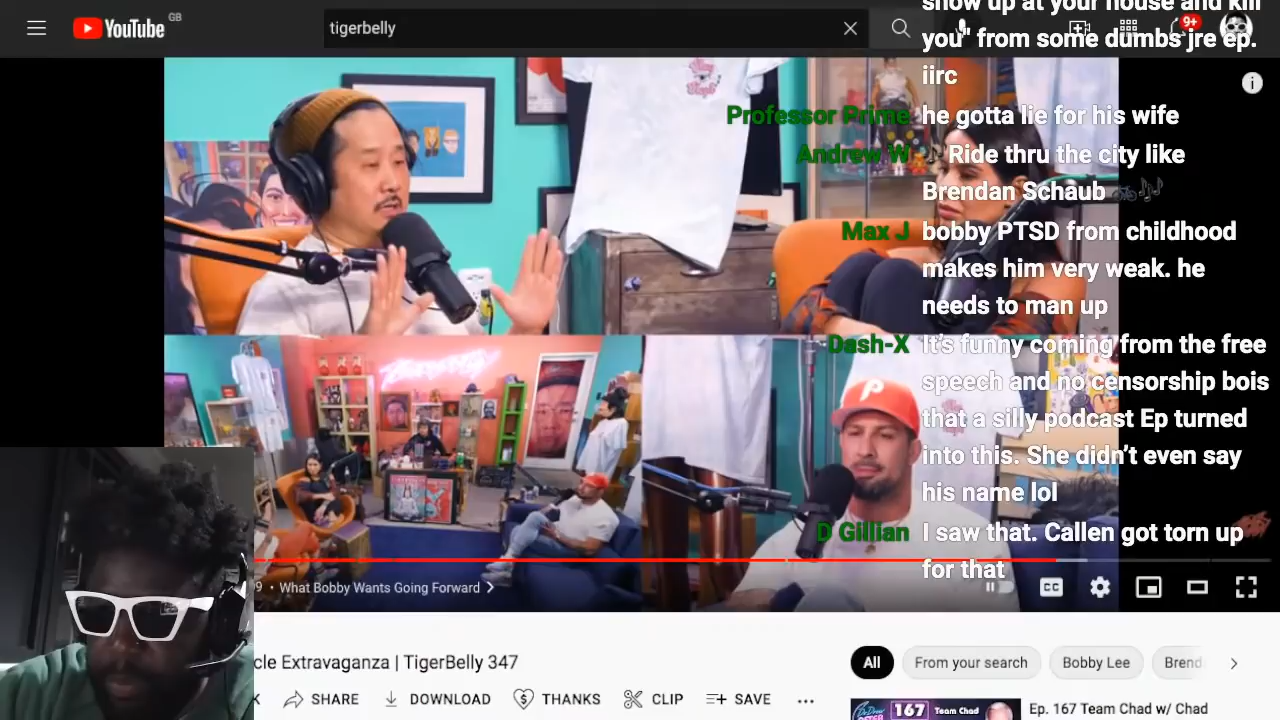 YouTube GB
tigerbelly
9+
show up at your house and kill
you" from some dumbs jre ep.
iirc
Professor Prime he gotta lie for his wife
Andrew W 🎵 Ride thru the city like
Brendan Schaub 🚲🎶
Max J bobby PTSD from childhood
makes him very weak. he
needs to man up
Dash-X It's funny coming from the free
speech and no censorship bois
that a silly podcast Ep turned
into this. She didn't even say
his name lol
D Gillian I saw that. Callen got torn up
for that
P
9 • What Bobby Wants Going Forward
CC
cle Extravaganza | TigerBelly 347
SHARE
DOWNLOAD
THANKS
CLIP
SAVE
All
From your search
Bobby Lee
Brend
167 Team Chad
Ep. 167 Team Chad w/ Chad